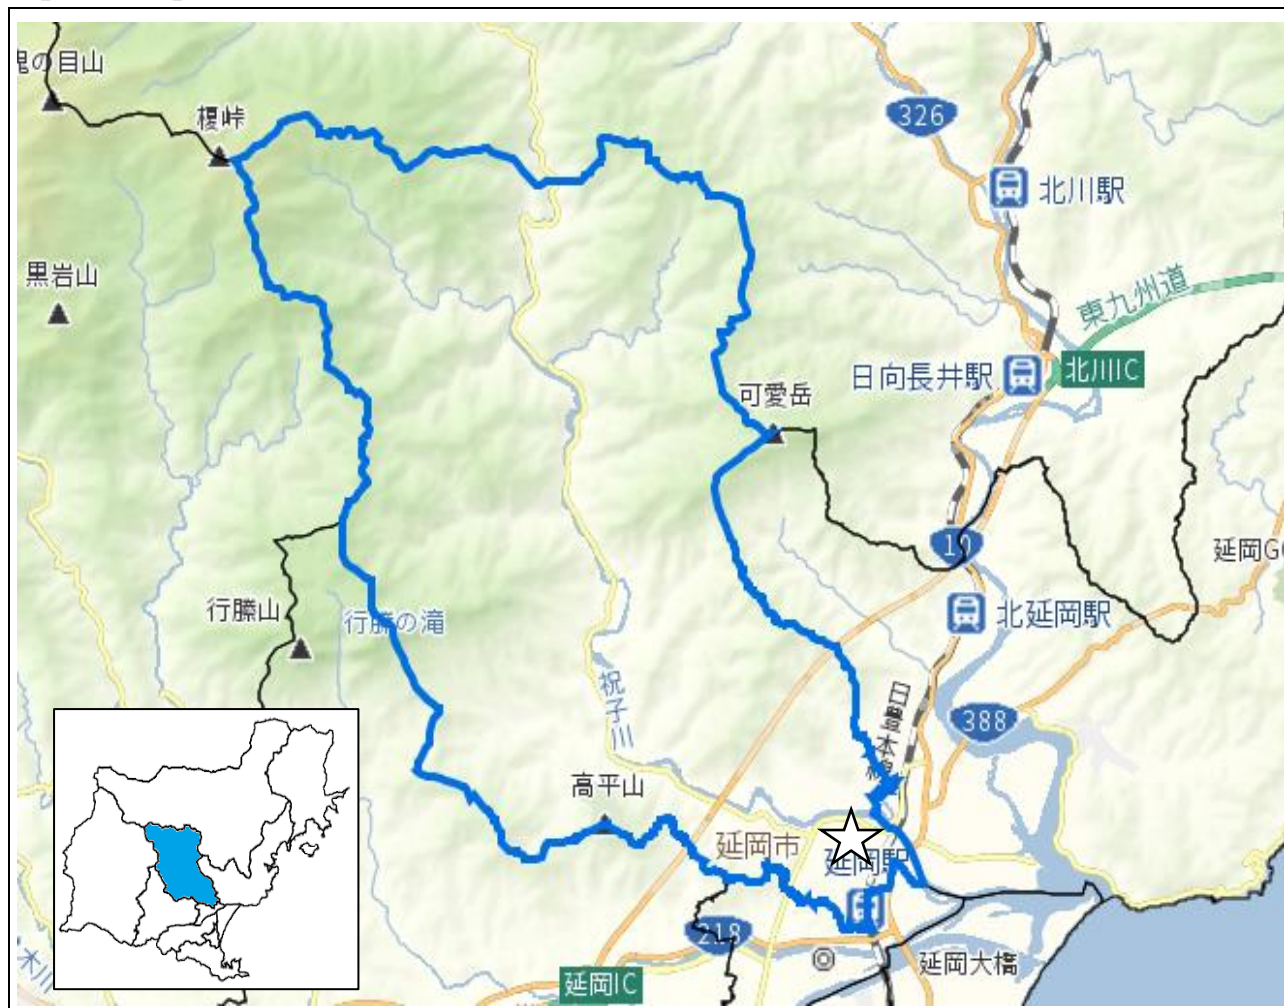 鬼の目山
榎峠
326
北川駅
黒岩山
東九州道
日向長井駅
北川IC
可愛岳
10
延岡G
行縢山
行縢の滝
北延岡駅
祝子川
日豊本線
388
高平山
延岡市
延岡駅
218
延岡大橋
延岡IC